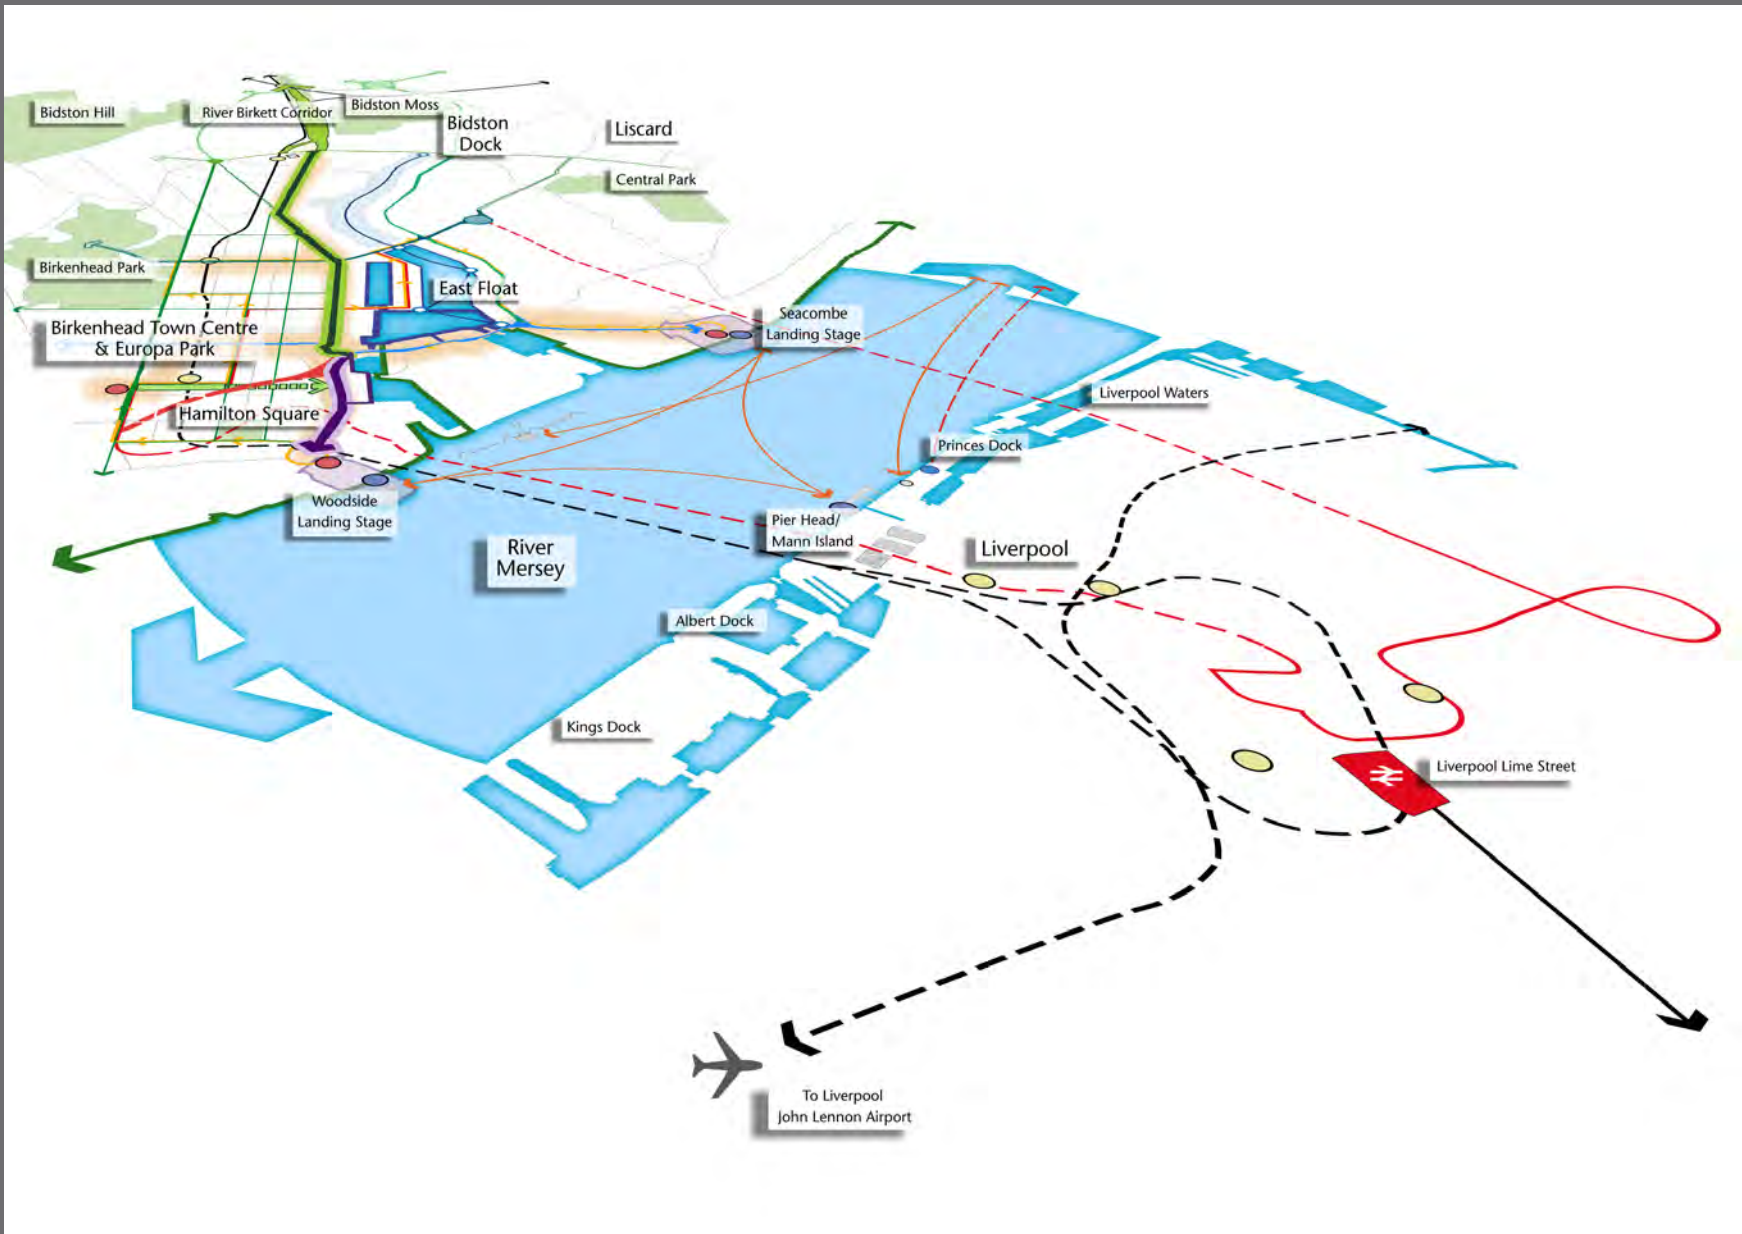 Bidston Hill
River Birkett Corridor
Bidston Moss
Bidston
Dock
Liscard
Central Park
Birkenhead Park
East Float
Birkenhead Town Centre
& Europa Park
Seacombe
Landing Stage
Hamilton Square
Liverpool Waters
Princes Dock
Woodside
Landing Stage
River
Mersey
Pier Head/
Mann Island
Liverpool
Albert Dock
Kings Dock
Liverpool Lime Street
To Liverpool
John Lennon Airport